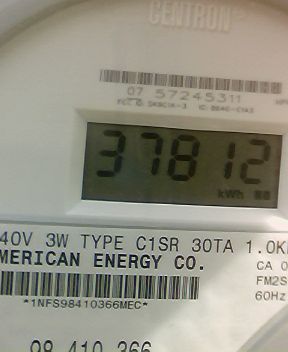 CENTRON
07 57245311
37812
kWh
40V 3W TYPE C1SR 30TA 1.0K
MERICAN ENERGY CO.
CA 0
FM2S
60Hz
*1NFS98410366MEC*
98 410 366